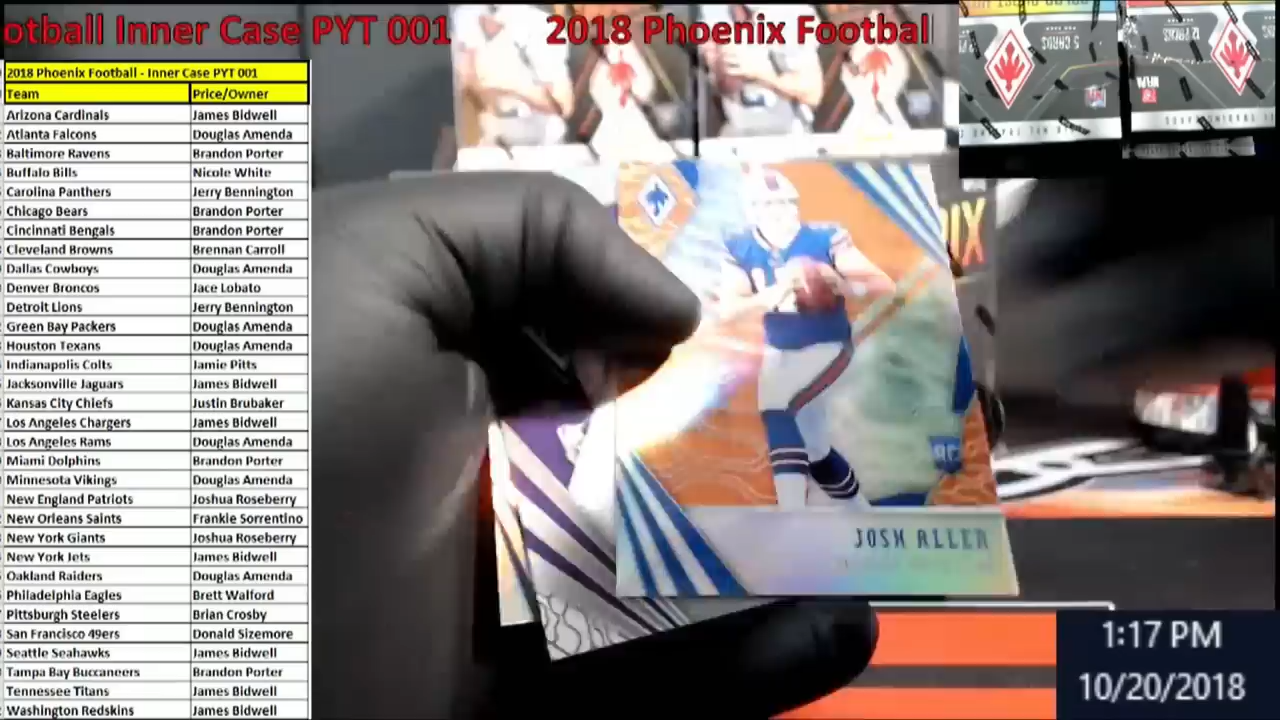 otball Inner Case PYT 001 2018 Phoenix Footbal
2018 Phoenix Football - Inner Case PYT 001
Team Price/Owner
Arizona Cardinals James Bidwell
Atlanta Falcons Douglas Amenda
Baltimore Ravens Brandon Porter
Buffalo Bills Nicole White
Carolina Panthers Jerry Bennington
Chicago Bears Brandon Porter
Cincinnati Bengals Brandon Porter
Cleveland Browns Brennan Carroll
Dallas Cowboys Douglas Amenda
Denver Broncos Jace Lobato
Detroit Lions Jerry Bennington
Green Bay Packers Douglas Amenda
Houston Texans Douglas Amenda
Indianapolis Colts Jamie Pitts
Jacksonville Jaguars James Bidwell
Kansas City Chiefs Justin Brubaker
Los Angeles Chargers James Bidwell
Los Angeles Rams Douglas Amenda
Miami Dolphins Brandon Porter
Minnesota Vikings Douglas Amenda
New England Patriots Joshua Roseberry
New Orleans Saints Frankie Sorrentino
New York Giants Joshua Roseberry
New York Jets James Bidwell
Oakland Raiders Douglas Amenda
Philadelphia Eagles Brett Walford
Pittsburgh Steelers Brian Crosby
San Francisco 49ers Donald Sizemore
Seattle Seahawks James Bidwell
Tampa Bay Buccaneers Brandon Porter
Tennessee Titans James Bidwell
Washington Redskins James Bidwell
5 CARDS
12 PACKS
IX
RC
JOSH ALLEN
1:17 PM
10/20/2018